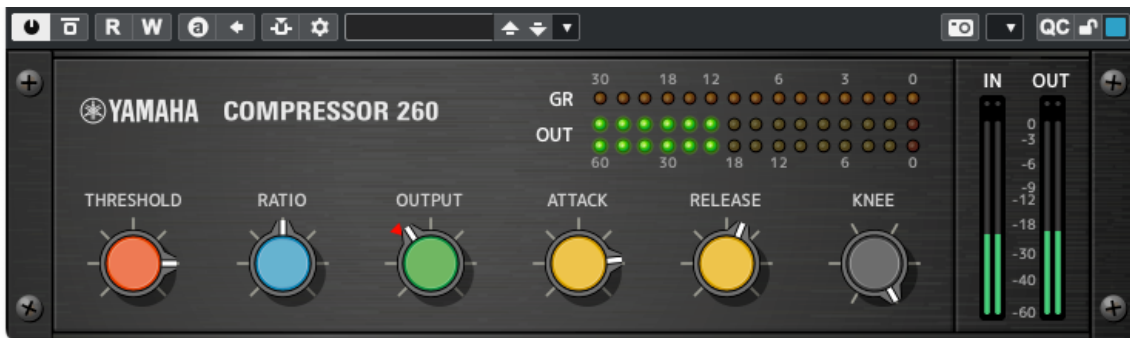 R W a QC
30 18 12 6 3 0 IN OUT
YAMAHA COMPRESSOR 260 GR
OUT
60 30 18 12 6 0
0
-3
-6
-9
-12
-18
-30
-40
-60
THRESHOLD RATIO OUTPUT ATTACK RELEASE KNEE